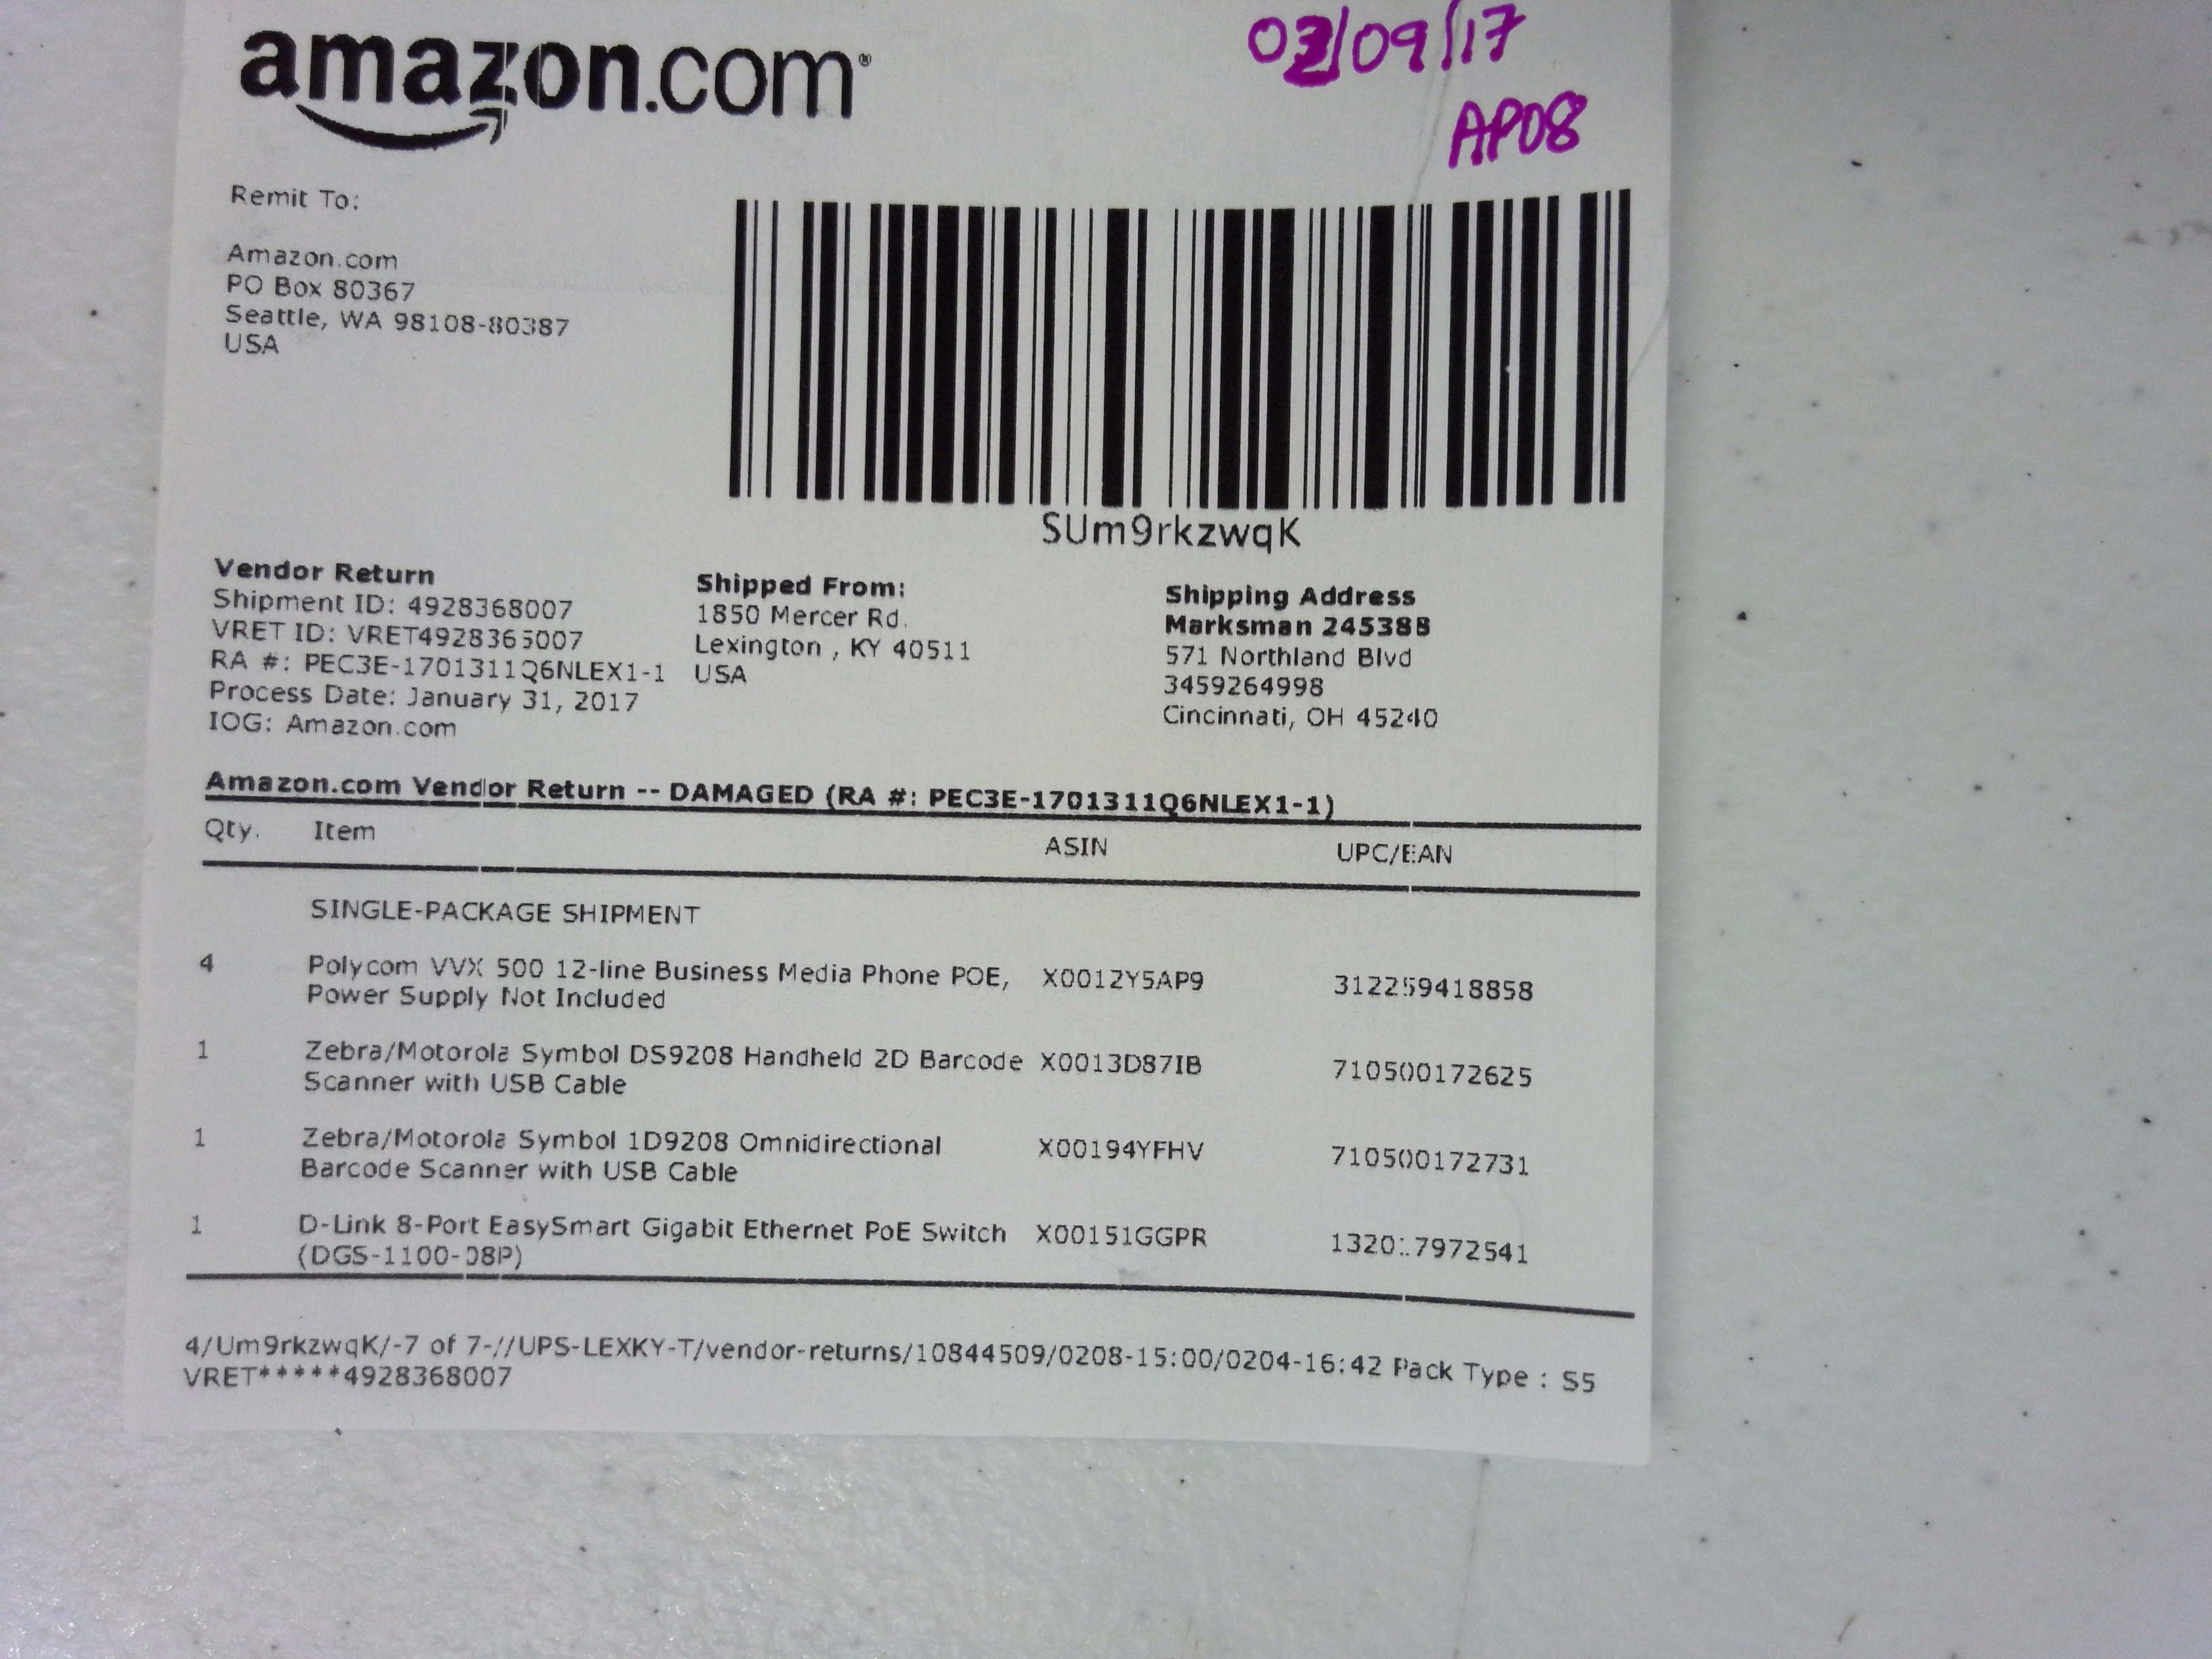 amazon.com®
AP08
Remit To:
Amazon.com
PO Box 80367
Seattle, WA 98108-80387
USA
SUm9rkzwqK
Vendor Return
Shipment ID: 4928368007
VRET ID: VRET4928365007
RA #: PEC3E-1701311Q6NLEX1-1
Process Date: January 31, 2017
IOG: Amazon.com
Shipped From:
1850 Mercer Rd.
Lexington , KY 40511
USA
Shipping Address
Marksman 245388
571 Northland Blvd
3459264998
Cincinnati, OH 45240
Amazon.com Vendor Return -- DAMAGED (RA #: PEC3E-1701311Q6NLEX1-1)
Qty. Item ASIN UPC/EAN
SINGLE-PACKAGE SHIPMENT
4 Polycom VVX 500 12-line Business Media Phone POE, X0012Y5AP9 312259418858
Power Supply Not Included
1 Zebra/Motorola Symbol DS9208 Handheld 2D Barcode X0013D87IB 710500172625
Scanner with USB Cable
1 Zebra/Motorola Symbol 1D9208 Omnidirectional X00194YFHV 710500172731
Barcode Scanner with USB Cable
1 D-Link 8-Port EasySmart Gigabit Ethernet PoE Switch X00151GGPR
(DGS-1100-08P)
4/Um9rkzwqK/-7 of 7-//UPS-LEXKY-T/vendor-returns/10844509/0208-15:00/0204-16:42 Pack Type : S5
VRET*****4928368007